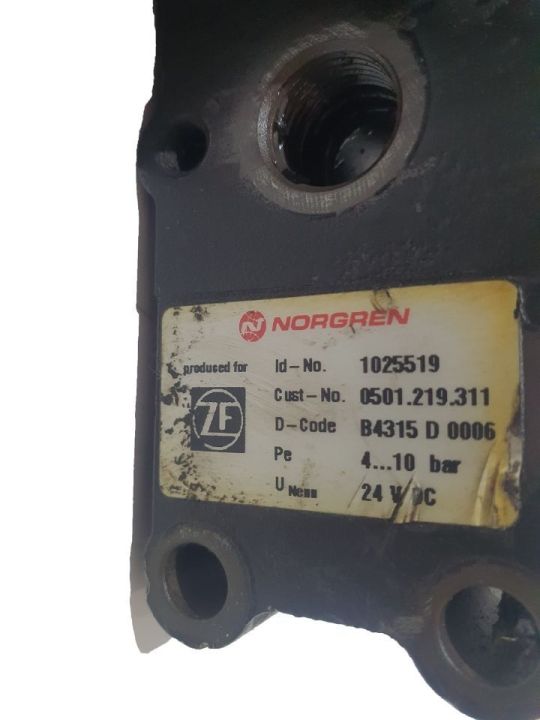 NORGREN
produced for
ZF
Id-No. 1025519
Cust-No. 0501.219.311
D-Code B4315 D 0006
Pe 4...10 bar
U Nenn 24 V DC